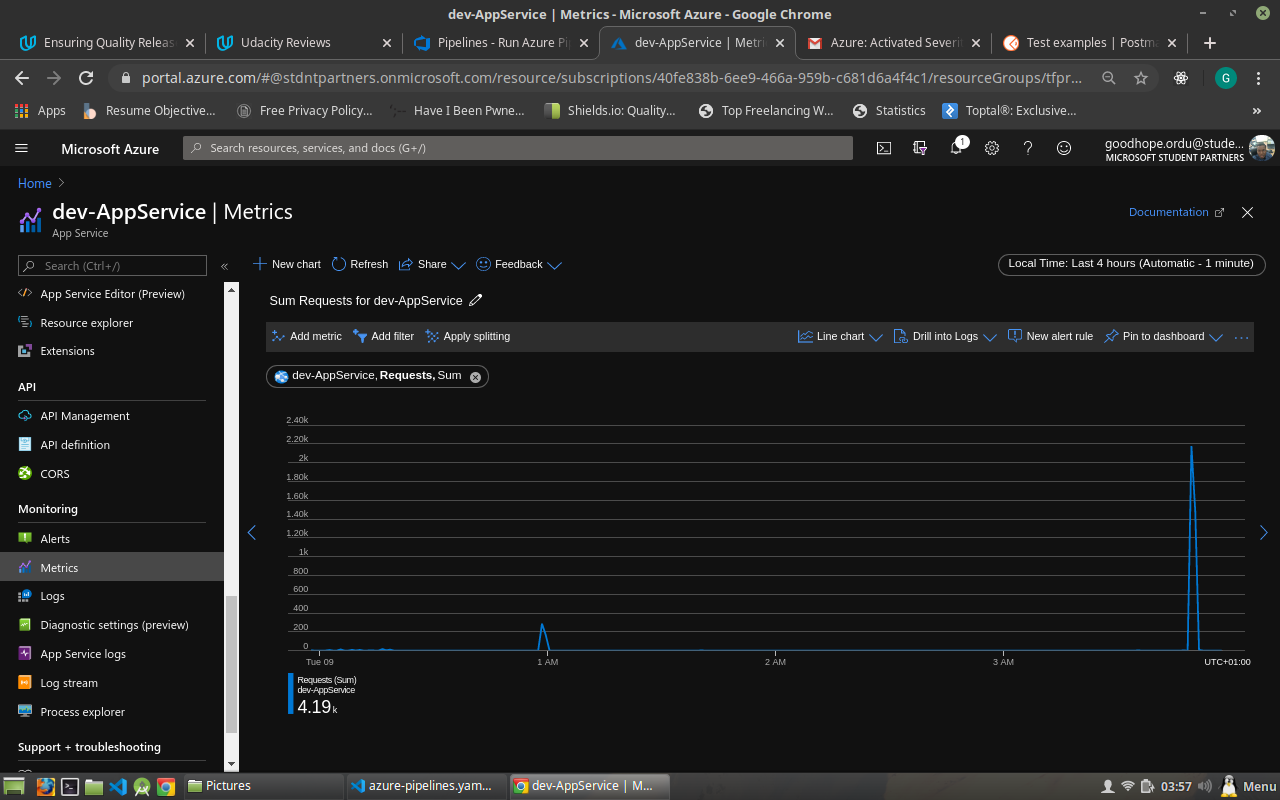 dev-AppService | Metrics - Microsoft Azure - Google Chrome
Ensuring Quality Releas
Udacity Reviews
Pipelines - Run Azure Pip
dev-AppService | Metri
Azure: Activated Severit
Test examples | Postma
portal.azure.com/#@stdntpartners.onmicrosoft.com/resource/subscriptions/40fe838b-6ee9-466a-959b-c681d6a4f4c1/resourceGroups/tfpr...
G
Apps
Resume Objective...
Free Privacy Policy...
Have I Been Pwne...
Shields.io: Quality...
Top Freelancing W...
Statistics
Toptal®: Exclusive...
»
Microsoft Azure
Search resources, services, and docs (G+/)
1
goodhope.ordu@stude...
MICROSOFT STUDENT PARTNERS
Home
dev-AppService | Metrics
App Service
Documentation
Search (Ctrl+/)
«
New chart
Refresh
Share
Feedback
Local Time: Last 4 hours (Automatic - 1 minute)
App Service Editor (Preview)
Resource explorer
Extensions
API
API Management
API definition
CORS
Monitoring
Alerts
Metrics
Logs
Diagnostic settings (preview)
App Service logs
Log stream
Process explorer
Support + troubleshooting
Sum Requests for dev-AppService
Add metric
Add filter
Apply splitting
Line chart
Drill into Logs
New alert rule
Pin to dashboard
...
dev-AppService, Requests, Sum
2.40k
2.20k
2k
1.80k
1.60k
1.40k
1.20k
1k
800
600
400
200
0
Tue 09
1 AM
2 AM
3 AM
UTC+01:00
Requests (Sum)
dev-AppService
4.19 k
Pictures
azure-pipelines.yam...
dev-AppService | M...
03:57
Menu